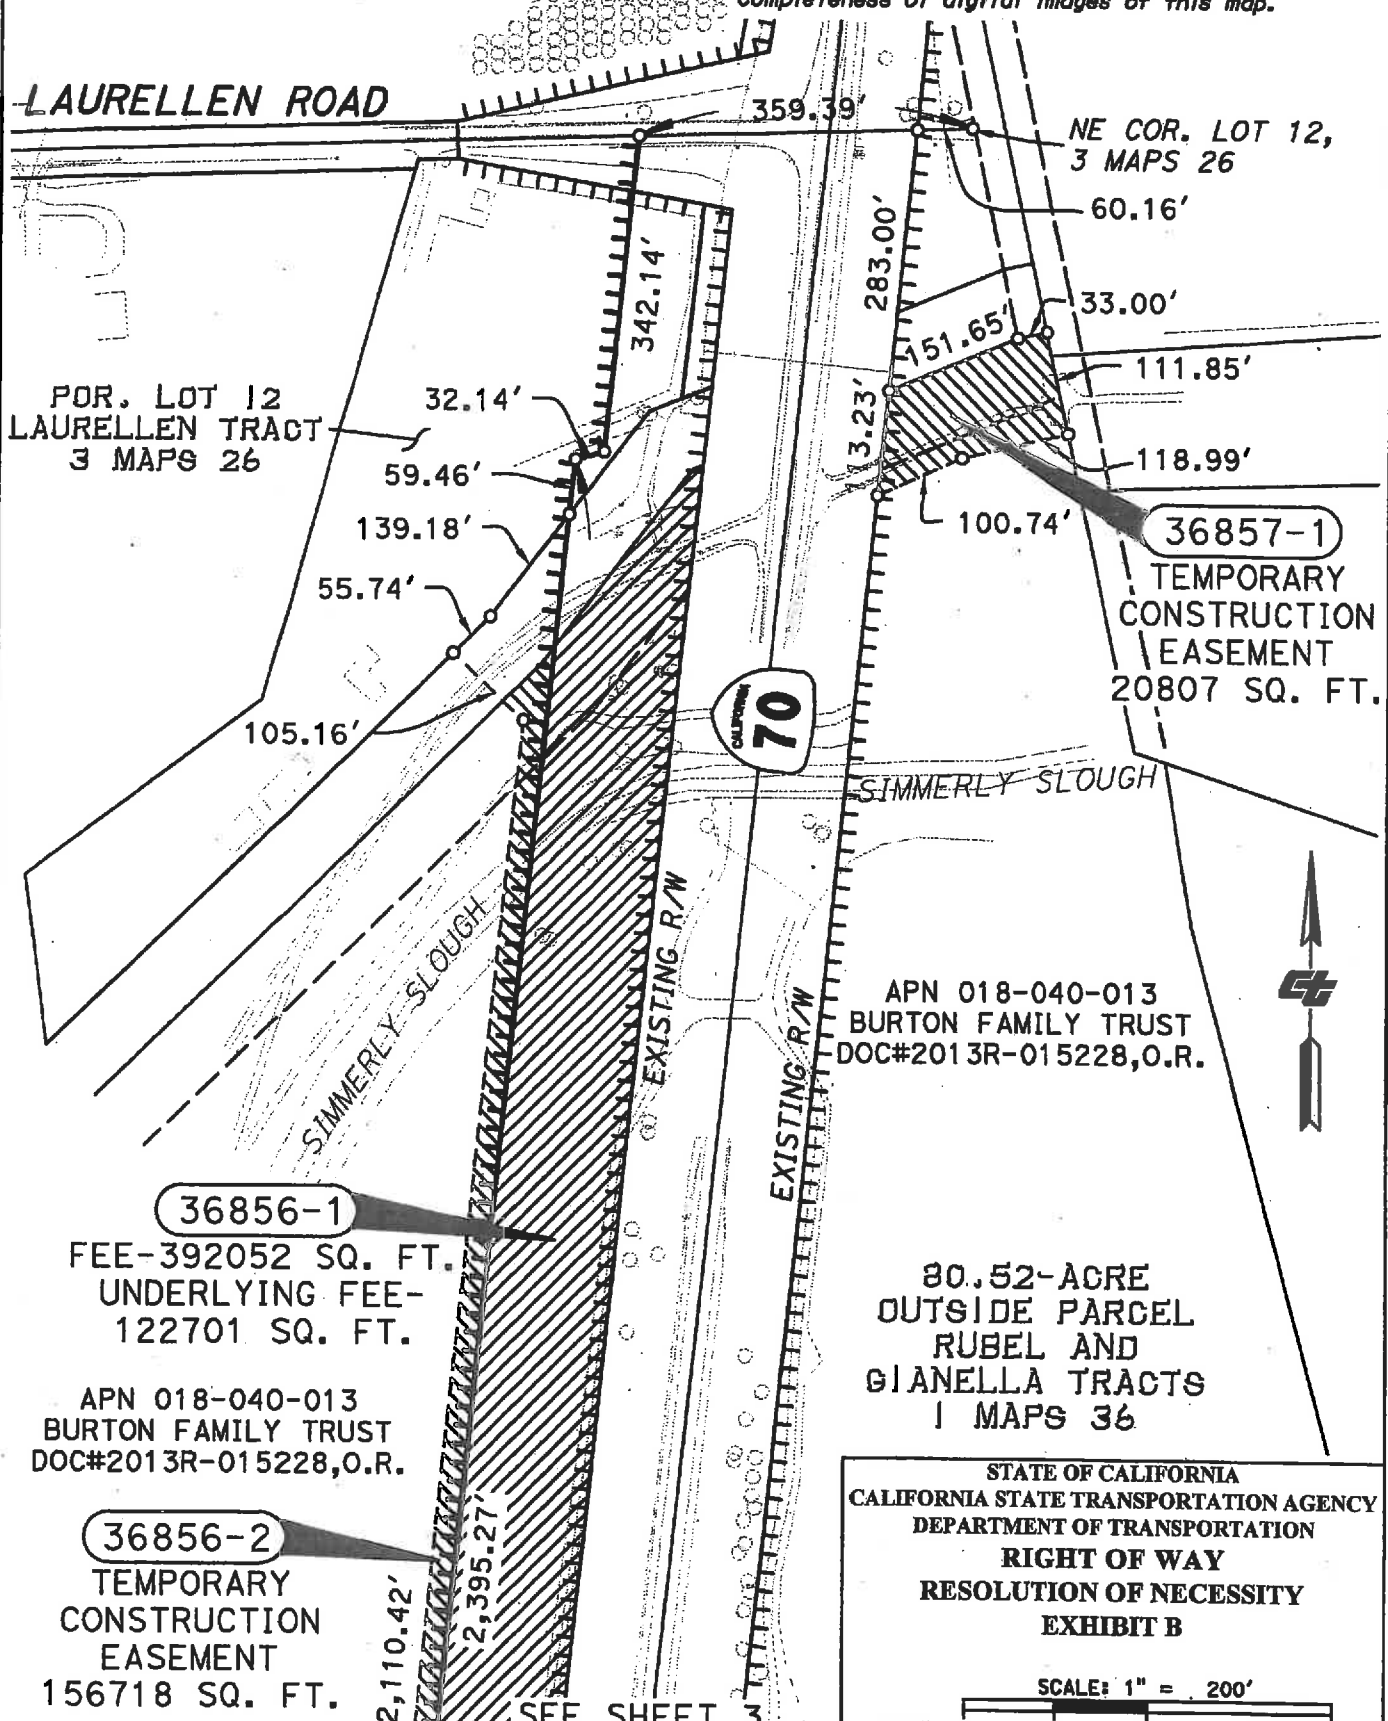 completeness of digital images of this map.
LAURELLEN ROAD
359.39'
NE COR. LOT 12,
3 MAPS 26
60.16'
283.00'
342.14'
33.00'
151.65'
111.85'
POR. LOT 12
LAURELLEN TRACT
3 MAPS 26
32.14'
59.46'
113.23'
118.99'
139.18'
100.74'
36857-1
TEMPORARY
CONSTRUCTION
EASEMENT
20807 SQ. FT.
55.74'
105.16'
CALIFORNIA
70
SIMMERLY SLOUGH
SIMMERLY SLOUGH
EXISTING R/W
EXISTING R/W
APN 018-040-013
BURTON FAMILY TRUST
DOC#2013R-015228,O.R.
Ct
36856-1
FEE-392052 SQ. FT.
UNDERLYING FEE-
122701 SQ. FT.
80.52-ACRE
OUTSIDE PARCEL
RUBEL AND
GIANELLA TRACTS
1 MAPS 36
APN 018-040-013
BURTON FAMILY TRUST
DOC#2013R-015228,O.R.
36856-2
TEMPORARY
CONSTRUCTION
EASEMENT
156718 SQ. FT.
2,110.42'
2,395.27'
SEE SHEET 3
STATE OF CALIFORNIA
CALIFORNIA STATE TRANSPORTATION AGENCY
DEPARTMENT OF TRANSPORTATION
RIGHT OF WAY
RESOLUTION OF NECESSITY
EXHIBIT B
SCALE: 1" = 200'